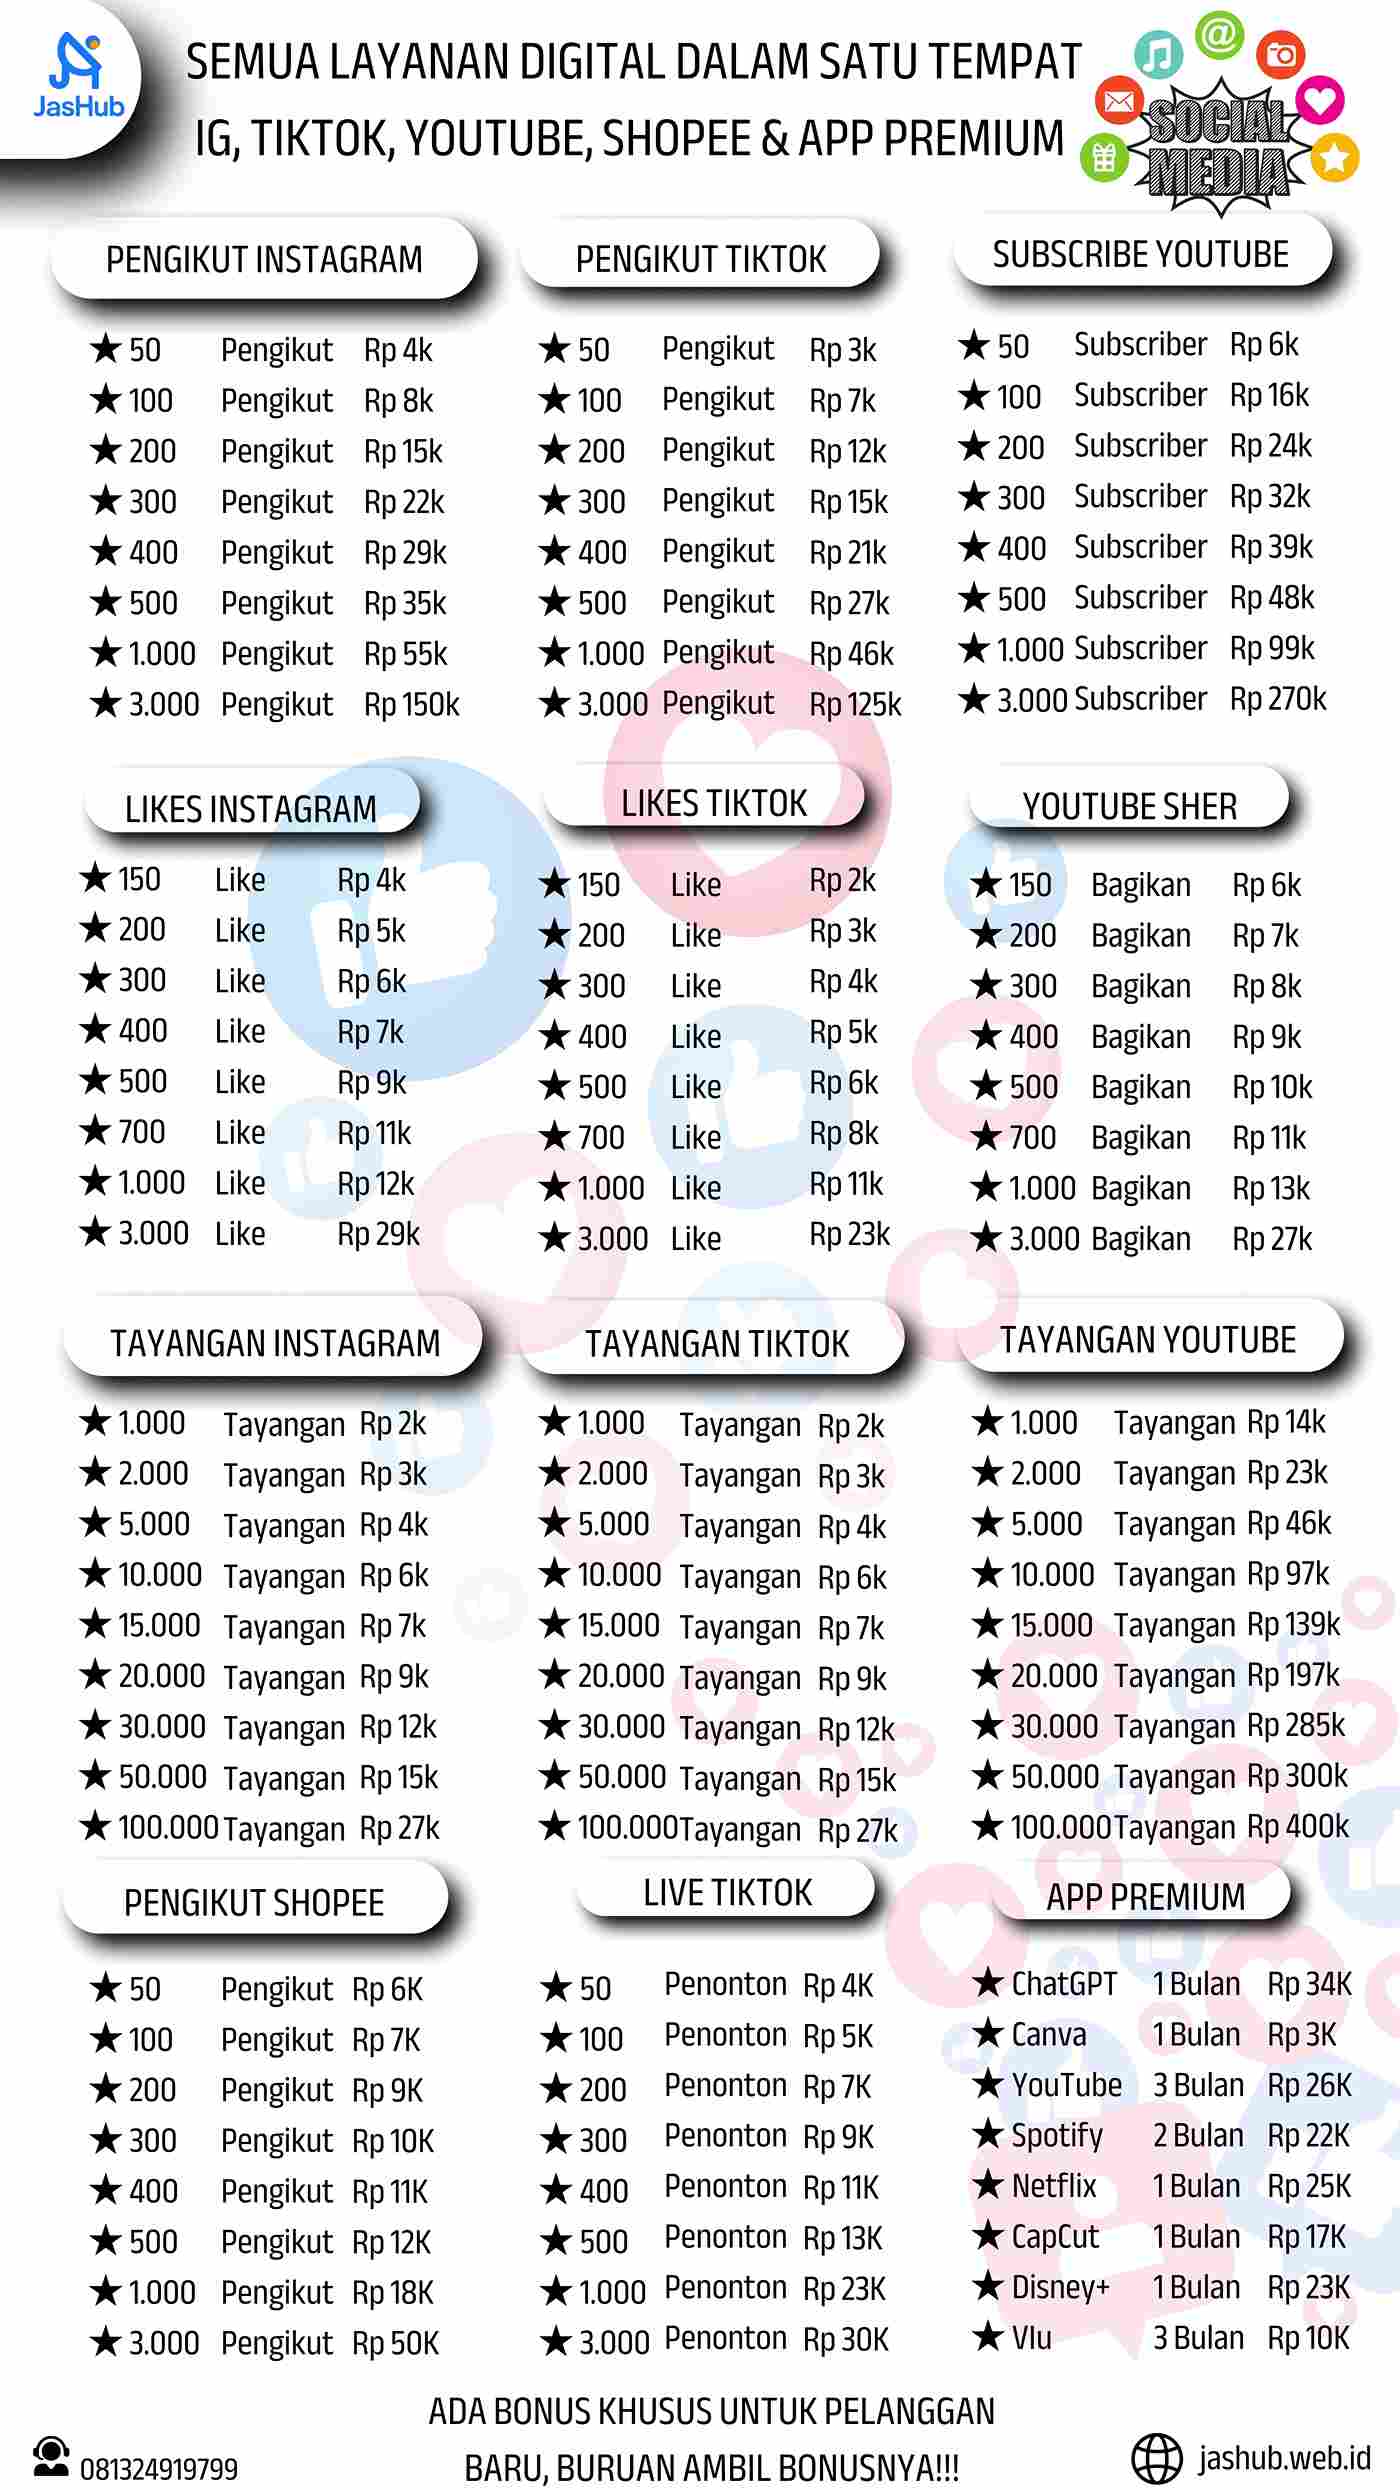 JasHub
SEMUA LAYANAN DIGITAL DALAM SATU TEMPAT
IG, TIKTOK, YOUTUBE, SHOPEE & APP PREMIUM
SOCIAL
MEDIA
PENGIKUT INSTAGRAM
★ 50 Pengikut Rp 4k
★ 100 Pengikut Rp 8k
★ 200 Pengikut Rp 15k
★ 300 Pengikut Rp 22k
★ 400 Pengikut Rp 29k
★ 500 Pengikut Rp 35k
★ 1.000 Pengikut Rp 55k
★ 3.000 Pengikut Rp 150k
PENGIKUT TIKTOK
★ 50 Pengikut Rp 3k
★ 100 Pengikut Rp 7k
★ 200 Pengikut Rp 12k
★ 300 Pengikut Rp 15k
★ 400 Pengikut Rp 21k
★ 500 Pengikut Rp 27k
★ 1.000 Pengikut Rp 46k
★ 3.000 Pengikut Rp 125k
SUBSCRIBE YOUTUBE
★ 50 Subscriber Rp 6k
★ 100 Subscriber Rp 16k
★ 200 Subscriber Rp 24k
★ 300 Subscriber Rp 32k
★ 400 Subscriber Rp 39k
★ 500 Subscriber Rp 48k
★ 1.000 Subscriber Rp 99k
★ 3.000 Subscriber Rp 270k
LIKES INSTAGRAM
★ 150 Like Rp 4k
★ 200 Like Rp 5k
★ 300 Like Rp 6k
★ 400 Like Rp 7k
★ 500 Like Rp 9k
★ 700 Like Rp 11k
★ 1.000 Like Rp 12k
★ 3.000 Like Rp 29k
LIKES TIKTOK
★ 150 Like Rp 2k
★ 200 Like Rp 3k
★ 300 Like Rp 4k
★ 400 Like Rp 5k
★ 500 Like Rp 6k
★ 700 Like Rp 8k
★ 1.000 Like Rp 11k
★ 3.000 Like Rp 23k
YOUTUBE SHER
★ 150 Bagikan Rp 6k
★ 200 Bagikan Rp 7k
★ 300 Bagikan Rp 8k
★ 400 Bagikan Rp 9k
★ 500 Bagikan Rp 10k
★ 700 Bagikan Rp 11k
★ 1.000 Bagikan Rp 13k
★ 3.000 Bagikan Rp 27k
TAYANGAN INSTAGRAM
★ 1.000 Tayangan Rp 2k
★ 2.000 Tayangan Rp 3k
★ 5.000 Tayangan Rp 4k
★ 10.000 Tayangan Rp 6k
★ 15.000 Tayangan Rp 7k
★ 20.000 Tayangan Rp 9k
★ 30.000 Tayangan Rp 12k
★ 50.000 Tayangan Rp 15k
★ 100.000 Tayangan Rp 27k
TAYANGAN TIKTOK
★ 1.000 Tayangan Rp 2k
★ 2.000 Tayangan Rp 3k
★ 5.000 Tayangan Rp 4k
★ 10.000 Tayangan Rp 6k
★ 15.000 Tayangan Rp 7k
★ 20.000 Tayangan Rp 9k
★ 30.000 Tayangan Rp 12k
★ 50.000 Tayangan Rp 15k
★ 100.000 Tayangan Rp 27k
TAYANGAN YOUTUBE
★ 1.000 Tayangan Rp 14k
★ 2.000 Tayangan Rp 23k
★ 5.000 Tayangan Rp 46k
★ 10.000 Tayangan Rp 97k
★ 15.000 Tayangan Rp 139k
★ 20.000 Tayangan Rp 197k
★ 30.000 Tayangan Rp 285k
★ 50.000 Tayangan Rp 300k
★ 100.000 Tayangan Rp 400k
PENGIKUT SHOPEE
★ 50 Pengikut Rp 6K
★ 100 Pengikut Rp 7K
★ 200 Pengikut Rp 9K
★ 300 Pengikut Rp 10K
★ 400 Pengikut Rp 11K
★ 500 Pengikut Rp 12K
★ 1.000 Pengikut Rp 18K
★ 3.000 Pengikut Rp 50K
LIVE TIKTOK
★ 50 Penonton Rp 4K
★ 100 Penonton Rp 5K
★ 200 Penonton Rp 7K
★ 300 Penonton Rp 9K
★ 400 Penonton Rp 11K
★ 500 Penonton Rp 13K
★ 1.000 Penonton Rp 23K
★ 3.000 Penonton Rp 30K
APP PREMIUM
★ ChatGPT 1 Bulan Rp 34K
★ Canva 1 Bulan Rp 3K
★ YouTube 3 Bulan Rp 26K
★ Spotify 2 Bulan Rp 22K
★ Netflix 1 Bulan Rp 25K
★ CapCut 1 Bulan Rp 17K
★ Disney+ 1 Bulan Rp 23K
★ VIu 3 Bulan Rp 10K
ADA BONUS KHUSUS UNTUK PELANGGAN
BARU, BURUAN AMBIL BONUSNYA!!!
081324919799
jashub.web.id